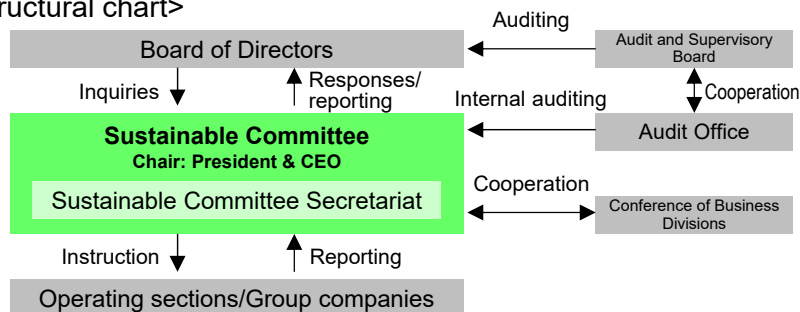 ructural chart>
Auditing
Board of Directors
Audit and Supervisory
Board
Inquiries
Responses/
reporting
Internal auditing
Cooperation
Sustainable Committee
Chair: President & CEO
Audit Office
Sustainable Committee Secretariat
Cooperation
Conference of Business
Divisions
Instruction
Reporting
Operating sections/Group companies